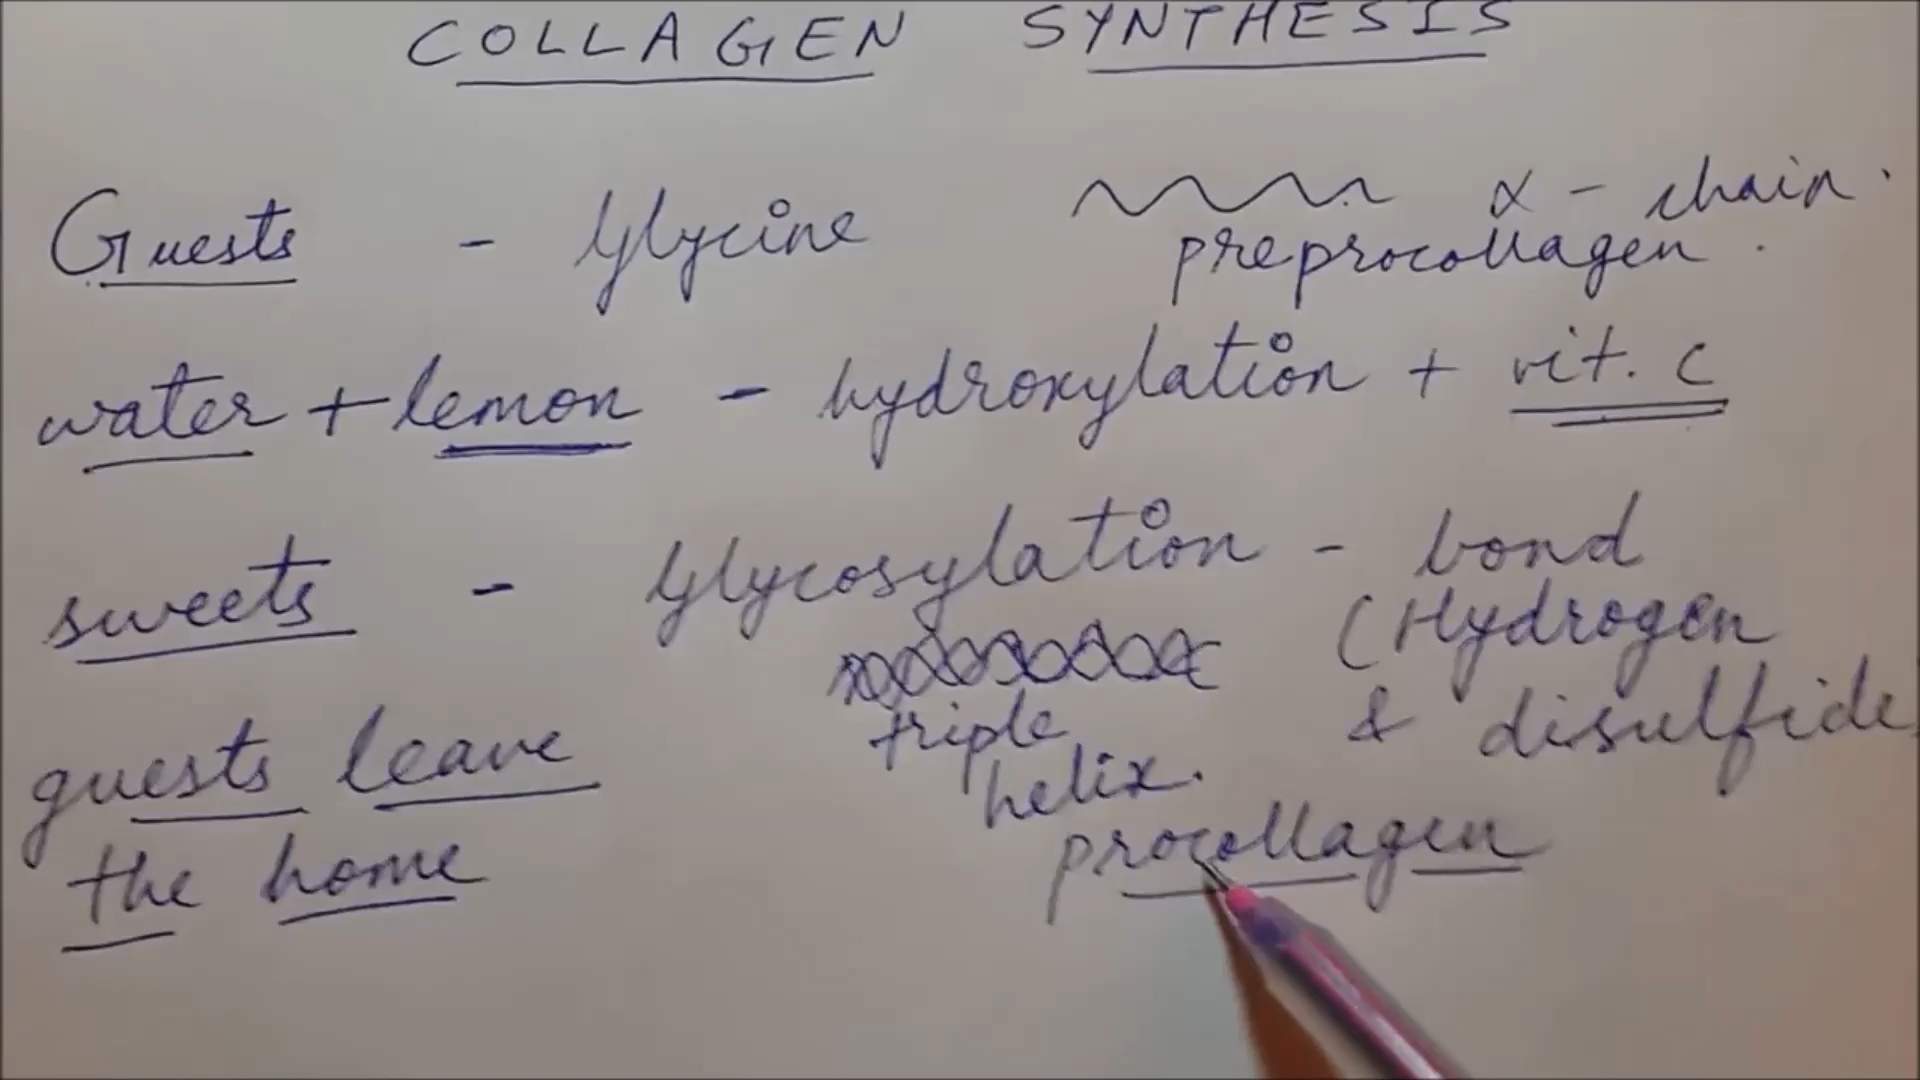 COLLAGEN SYNTHESIS
Guests - Glycine α - chain.
preprocollagen.
water + lemon - hydroxylation + vit. C
sweets - Glycosylation - bond
(Hydrogen
& disulfide)
triple
helix.
guests leave
the home
procollagen